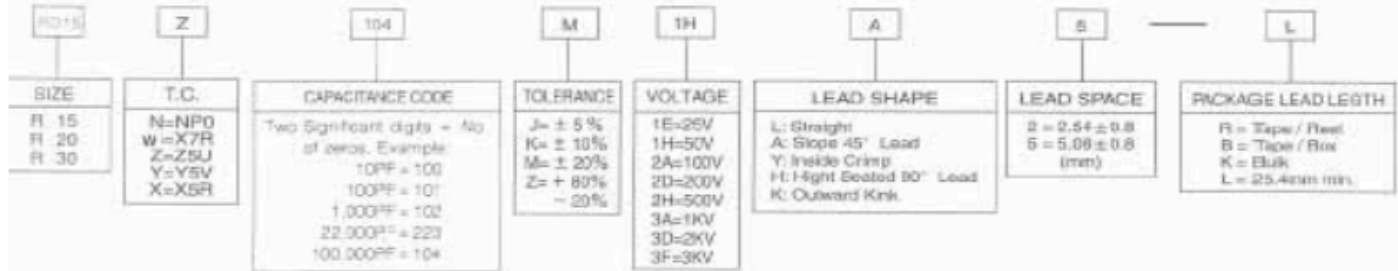 RD15 Z 104 M 1H A 5 — L
SIZE
R 15
R 20
R 30
T.C.
N=NP0
W=X7R
Z=Z5U
Y=Y5V
X=X5R
CAPACITANCE CODE
Two Significant digits + No.
of zeros. Example:
10PF = 100
100PF = 101
1,000PF = 102
22,000PF = 223
100,000PF = 104
TOLERANCE
J= ± 5%
K= ± 10%
M= ± 20%
Z= + 80%
- 20%
VOLTAGE
1E=25V
1H=50V
2A=100V
2D=200V
2H=500V
3A=1KV
3D=2KV
3F=3KV
LEAD SHAPE
L: Straight
A: Slope 45° Lead
Y: Inside Crimp
H: Hight Seated 90° Lead
K: Outward Kink
LEAD SPACE
2 = 2.54±0.8
5 = 5.08±0.8
(mm)
PACKAGE LEAD LEGTH
R = Tape / Reel
B = Tape / Box
K = Bulk
L = 25.4mm min.